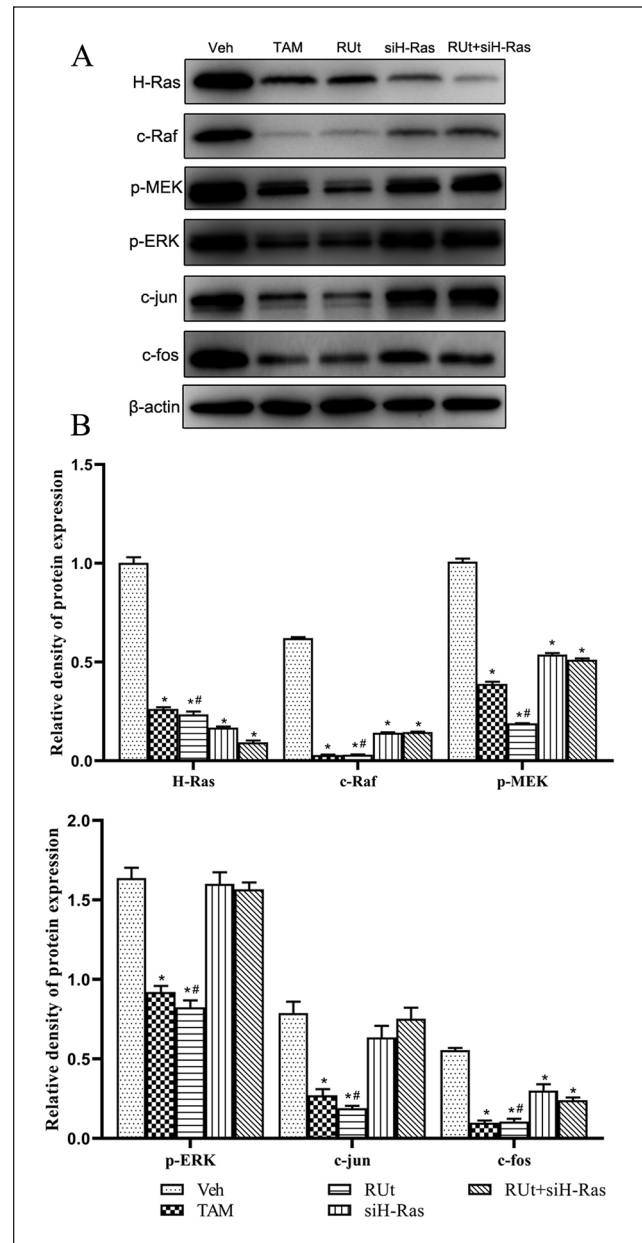 A
Veh TAM RUt siH-Ras RUt+siH-Ras
H-Ras
c-Raf
p-MEK
p-ERK
c-jun
c-fos
β-actin
B
Relative density of protein expression
1.5
1.0
0.5
0.0
* *# * *
* *# * *
* *# * *
H-Ras c-Raf p-MEK
Relative density of protein expression
2.0
1.5
1.0
0.5
0.0
* *#
* *#
* *# * *
p-ERK c-jun c-fos
Veh RUt RUt+siH-Ras
TAM siH-Ras